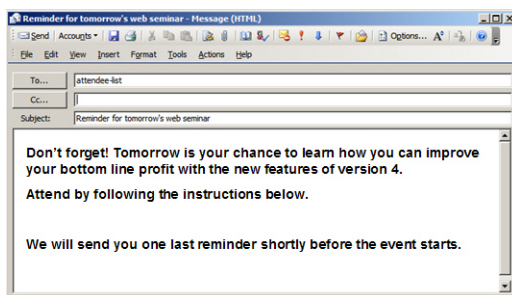 Reminder for tomorrow's web seminar - Message (HTML)
Send Accounts Options...
File Edit View Insert Format Tools Actions Help
To... attendee-list
Cc...
Subject: Reminder for tomorrow's web seminar
Don't forget! Tomorrow is your chance to learn how you can improve
your bottom line profit with the new features of version 4.
Attend by following the instructions below.
We will send you one last reminder shortly before the event starts.